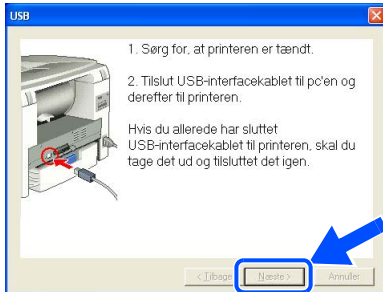 USB
1. Sørg for, at printeren er tændt.
2. Tilslut USB-interfacekablet til pc'en og
derefter til printeren.
Hvis du allerede har sluttet
USB-interfacekablet til printeren, skal du
tage det ud og tilsluttet det igen.
< Tilbage
Næste >
Annuller